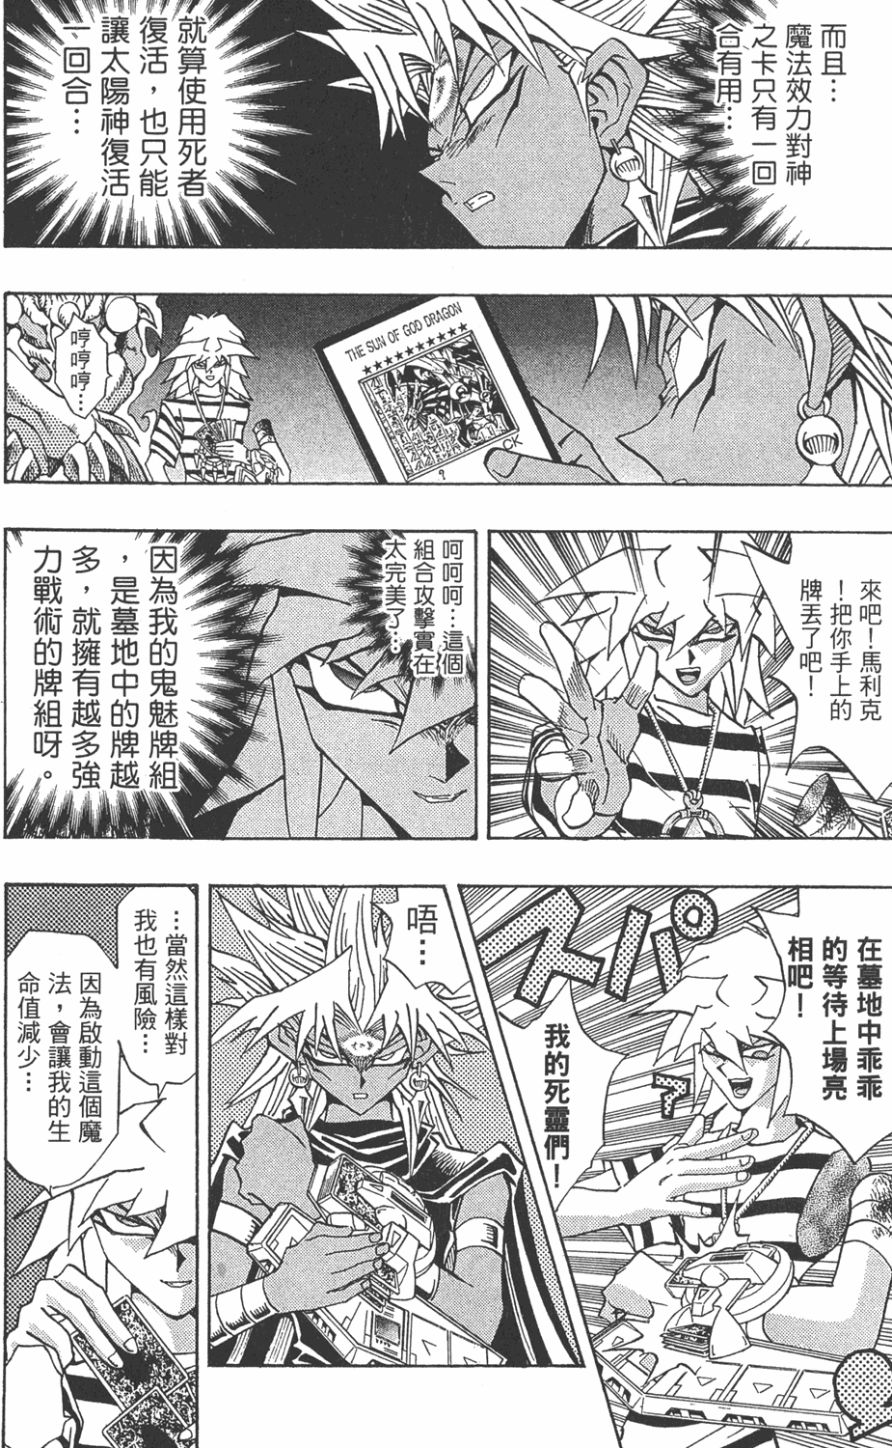 而且…
魔法效力對神
之卡只有一回
合有用…
就算使用死者
復活，也只能
讓太陽神復活
一回合…
THE SUN OF GOD DRAGON
★★★★★★★★★★
9
OK
哼哼哼…
來吧！馬利克
！把你手上的
牌丟了吧！
呵呵呵…這個
組合攻擊實在
太完美了…
因為我的鬼魅牌組
，是墓地中的牌越
多，就擁有越多強
力戰術的牌組呀。
在墓地中乖乖
的等待上場亮
相吧！
スパァ
我的死靈們！
唔…
…當然這樣對
我也有風險…
因為啟動這個魔
法，會讓我的生
命值減少…